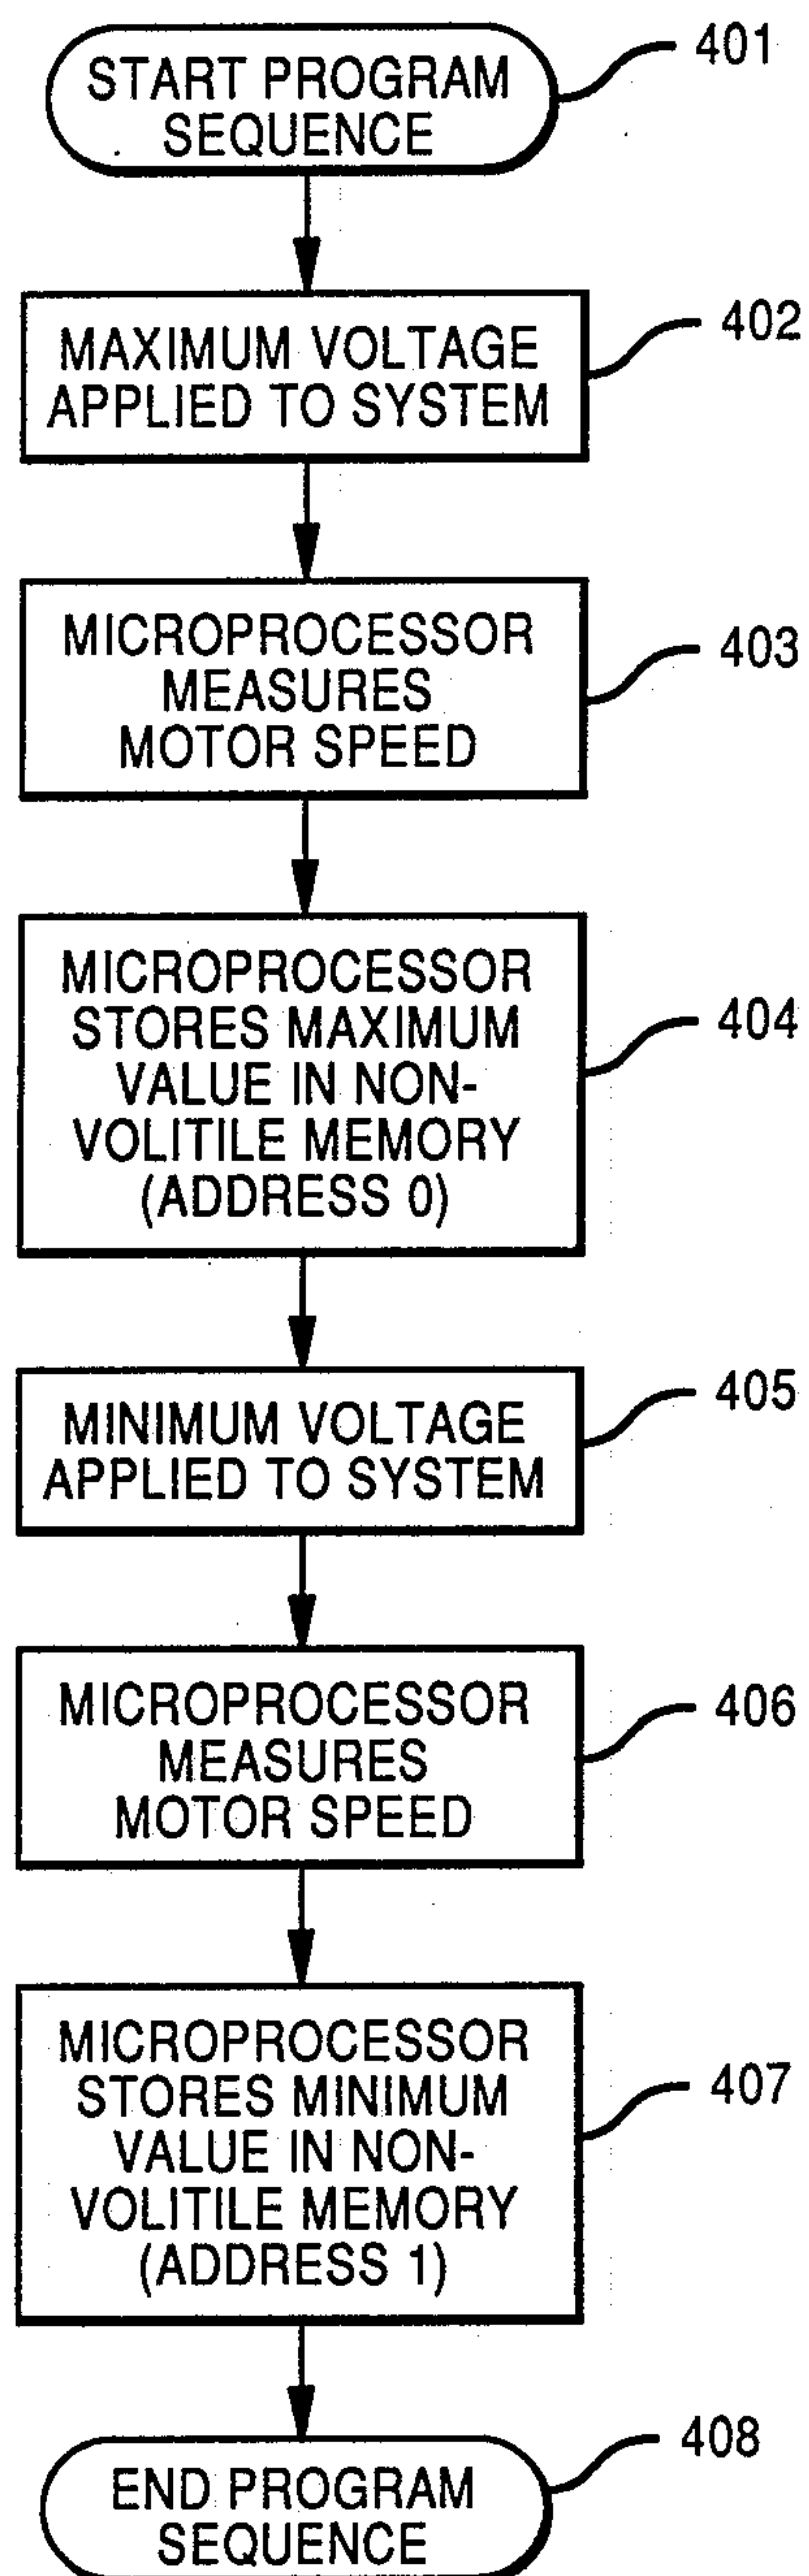 START PROGRAM
SEQUENCE
401
MAXIMUM VOLTAGE
APPLIED TO SYSTEM
402
MICROPROCESSOR
MEASURES
MOTOR SPEED
403
MICROPROCESSOR
STORES MAXIMUM
VALUE IN NON-
VOLITILE MEMORY
(ADDRESS 0)
404
MINIMUM VOLTAGE
APPLIED TO SYSTEM
405
MICROPROCESSOR
MEASURES
MOTOR SPEED
406
MICROPROCESSOR
STORES MINIMUM
VALUE IN NON-
VOLITILE MEMORY
(ADDRESS 1)
407
END PROGRAM
SEQUENCE
408